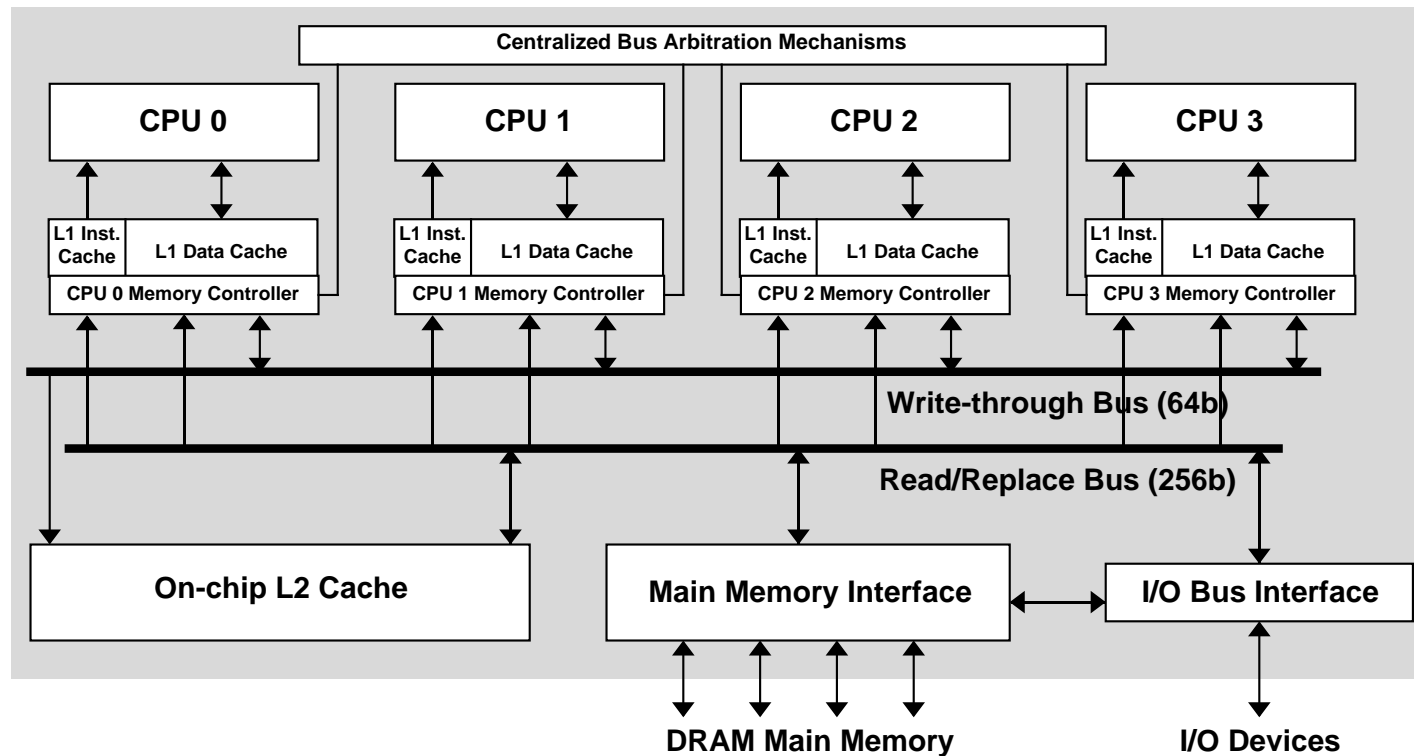 Centralized Bus Arbitration Mechanisms
CPU 0
CPU 1
CPU 2
CPU 3
L1 Inst.
Cache
L1 Data Cache
L1 Inst.
Cache
L1 Data Cache
L1 Inst.
Cache
L1 Data Cache
L1 Inst.
Cache
L1 Data Cache
CPU 0 Memory Controller
CPU 1 Memory Controller
CPU 2 Memory Controller
CPU 3 Memory Controller
Write-through Bus (64b)
Read/Replace Bus (256b)
On-chip L2 Cache
Main Memory Interface
I/O Bus Interface
DRAM Main Memory
I/O Devices